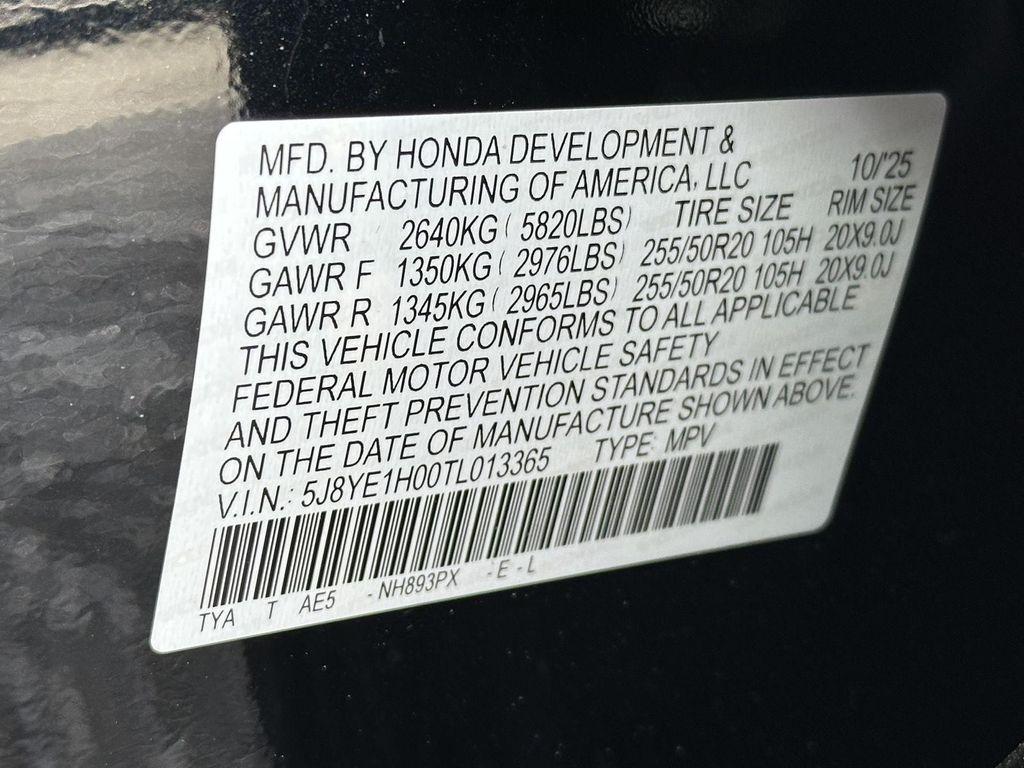 MFD. BY HONDA DEVELOPMENT &
MANUFACTURING OF AMERICA, LLC 10/'25
GVWR 2640KG ( 5820LBS) TIRE SIZE RIM SIZE
GAWR F 1350KG ( 2976LBS) 255/50R20 105H 20X9.0J
GAWR R 1345KG ( 2965LBS) 255/50R20 105H 20X9.0J
THIS VEHICLE CONFORMS TO ALL APPLICABLE
FEDERAL MOTOR VEHICLE SAFETY
AND THEFT PREVENTION STANDARDS IN EFFECT
ON THE DATE OF MANUFACTURE SHOWN ABOVE.
V.I.N.: 5J8YE1H00TL013365 TYPE: MPV
TYA T AE5 - NH893PX - E - L